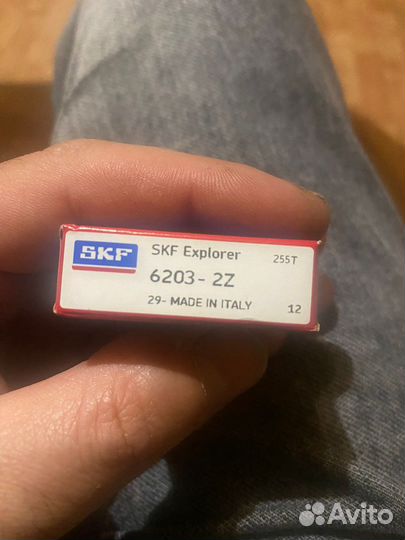 SKF
SKF Explorer 255T
6203-2Z
29- MADE IN ITALY 12
Avito